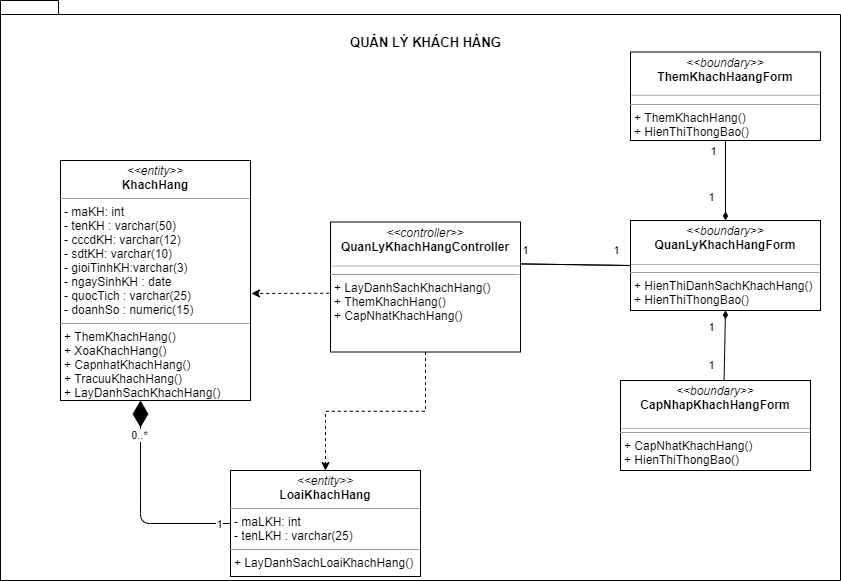 QUẢN LÝ KHÁCH HÀNG
<<boundary>>
ThemKhachHaangForm
+ ThemKhachHang()
+ HienThiThongBao()
1
1
<<entity>>
KhachHang
- maKH: int
- tenKH : varchar(50)
- cccdKH: varchar(12)
- sdtKH: varchar(10)
- gioiTinhKH:varchar(3)
- ngaySinhKH : date
- quocTich : varchar(25)
- doanhSo : numeric(15)
+ ThemKhachHang()
+ XoaKhachHang()
+ CapnhatKhachHang()
+ TracuuKhachHang()
+ LayDanhSachKhachHang()
<<controller>>
QuanLyKhachHangController
+ LayDanhSachKhachHang()
+ ThemKhachHang()
+ CapNhatKhachHang()
1
1
<<boundary>>
QuanLyKhachHangForm
+ HienThiDanhSachKhachHang()
+ HienThiThongBao()
1
1
<<boundary>>
CapNhapKhachHangForm
+ CapNhatKhachHang()
+ HienThiThongBao()
0..*
1
<<entity>>
LoaiKhachHang
- maLKH: int
- tenLKH : varchar(25)
+ LayDanhSachLoaiKhachHang()